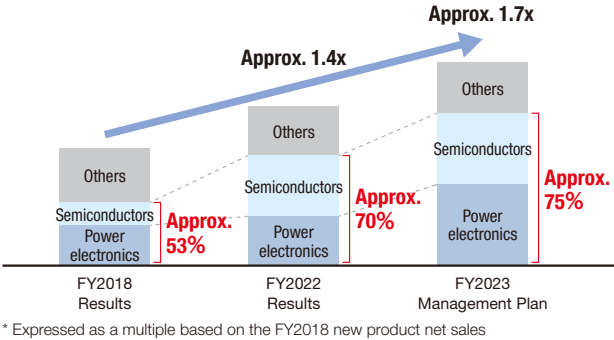 Approx. 1.7x
Approx. 1.4x
Others
Semiconductors
Power
electronics
Approx.
53%
Others
Semiconductors
Power
electronics
Approx.
70%
Others
Semiconductors
Power
electronics
Approx.
75%
FY2018
Results
FY2022
Results
FY2023
Management Plan
* Expressed as a multiple based on the FY2018 new product net sales